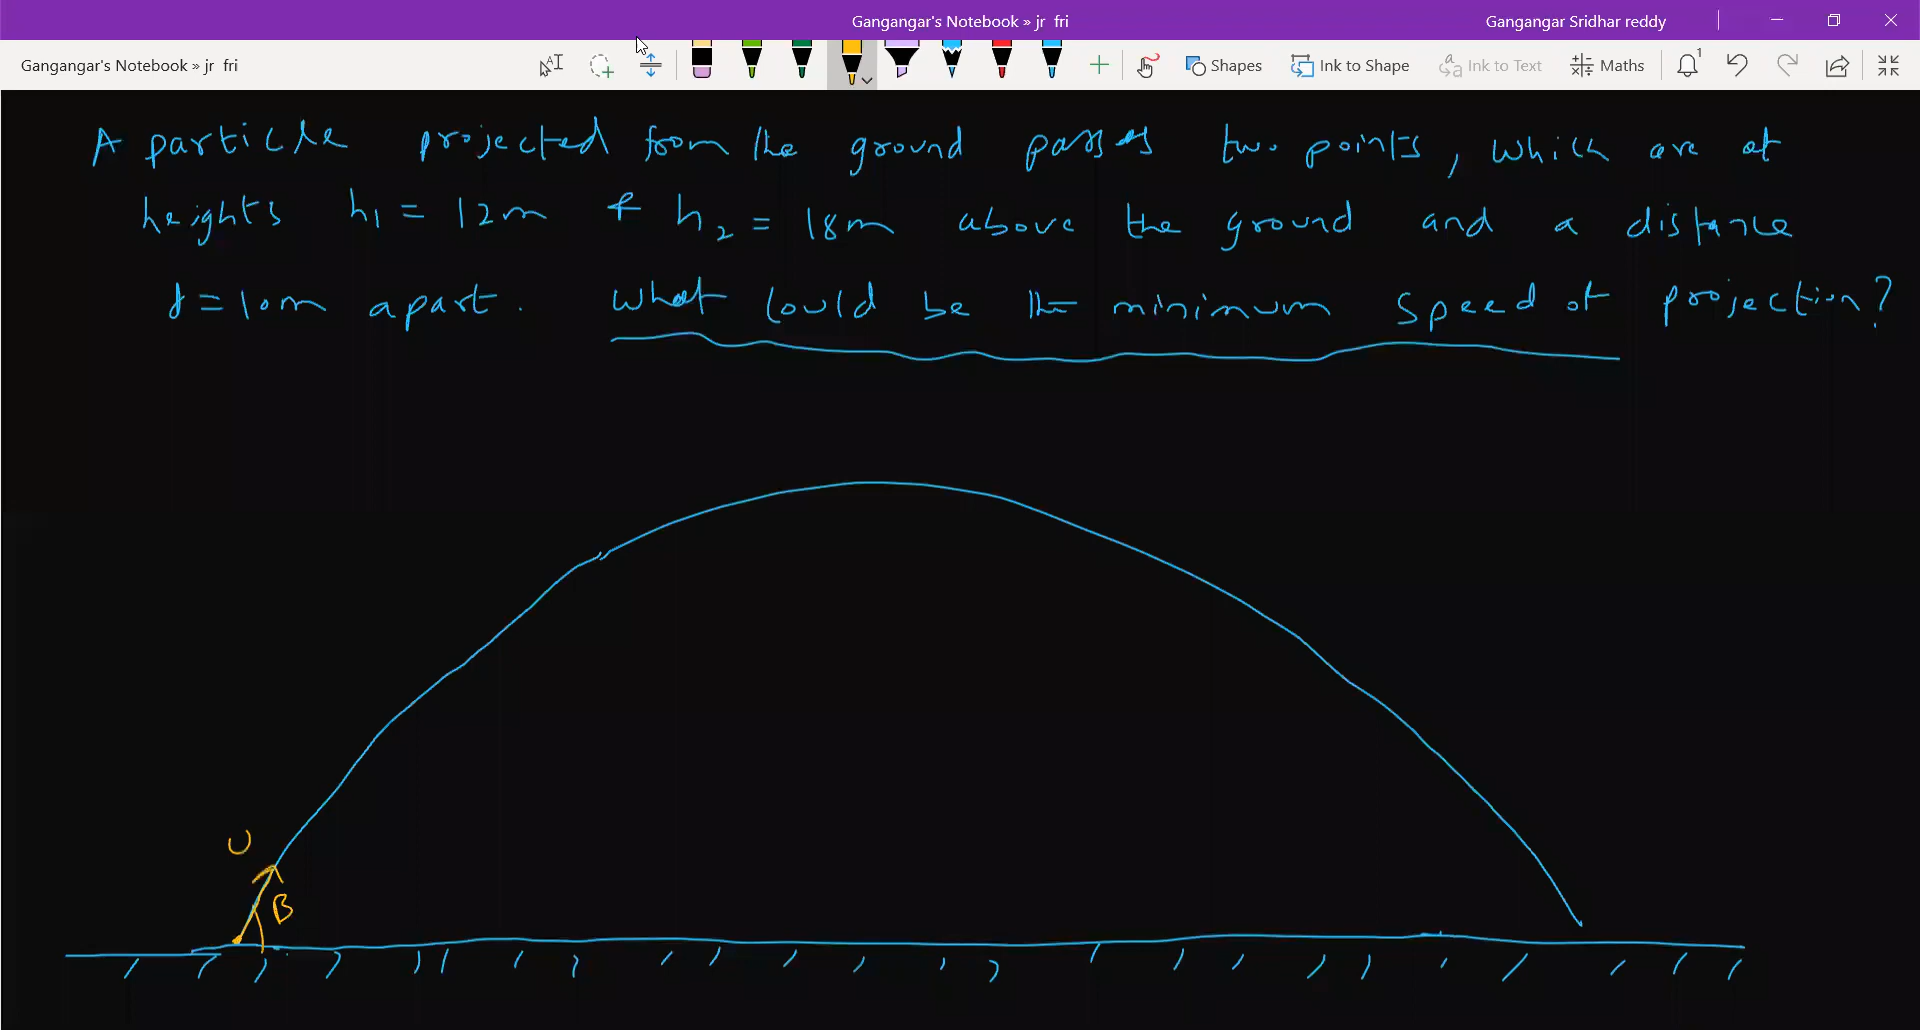 Gangangar's Notebook » jr fri
Gangangar Sridhar reddy
Gangangar's Notebook » jr fri
Shapes
Ink to Shape
Ink to Text
Maths
1
A particle projected from the ground passes two points, which are at
heights h₁ = 12m & h₂ = 18m above the ground and a distance
d = 10m apart. What could be the minimum speed of projection?
U
B